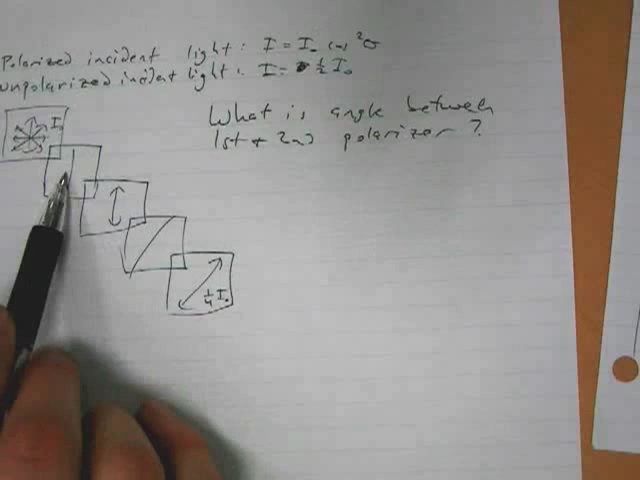 Polarized incident light: I = I₀ cos²θ
Unpolarized incident light: I = ½ I₀
What is angle between
1st + 2nd polarizer?
I₀
¼ I₀